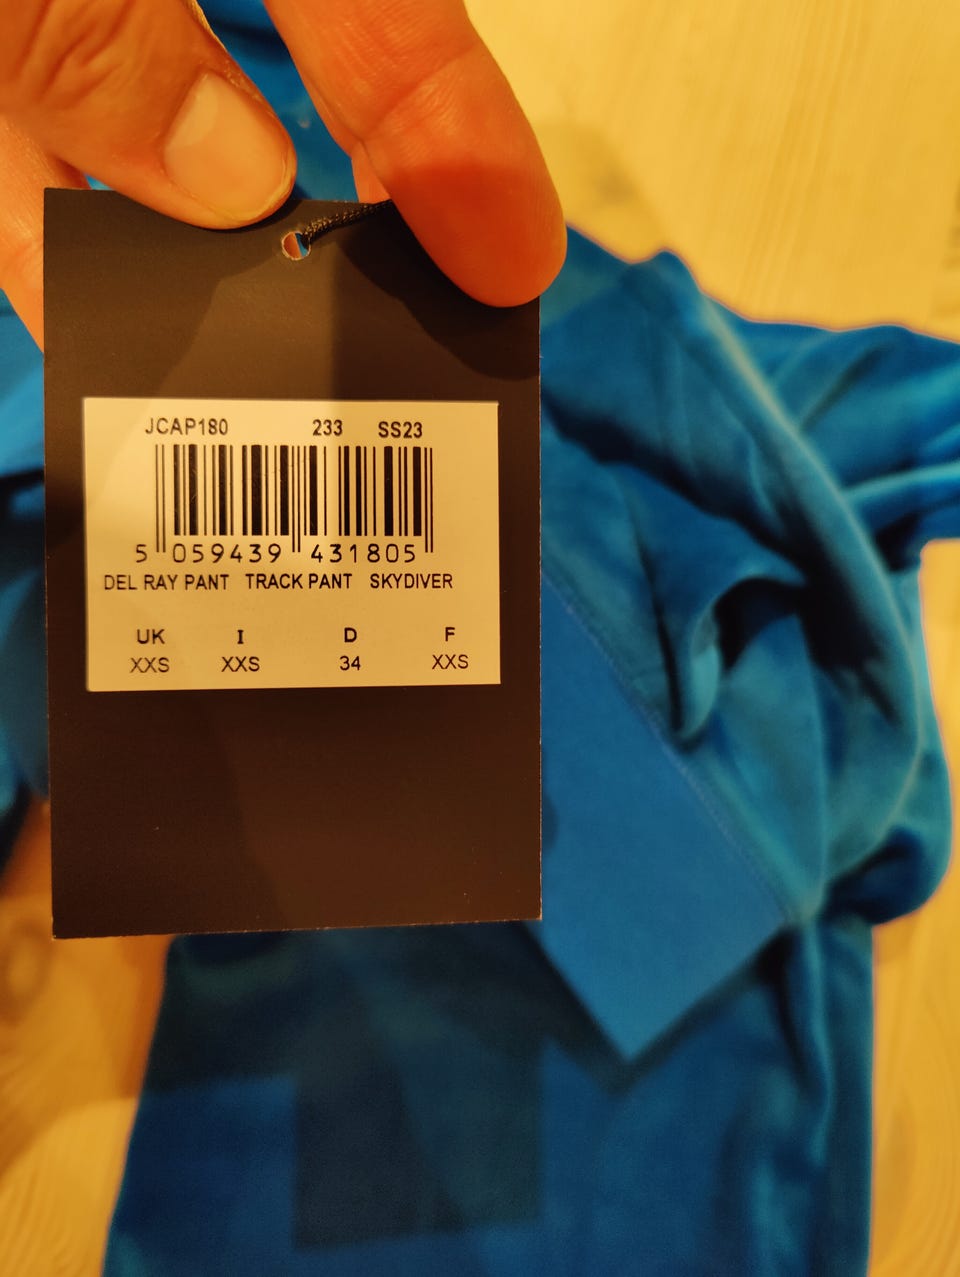 JCAP180 233 SS23
5 059439 431805
DEL RAY PANT TRACK PANT SKYDIVER
UK I D F
XXS XXS 34 XXS